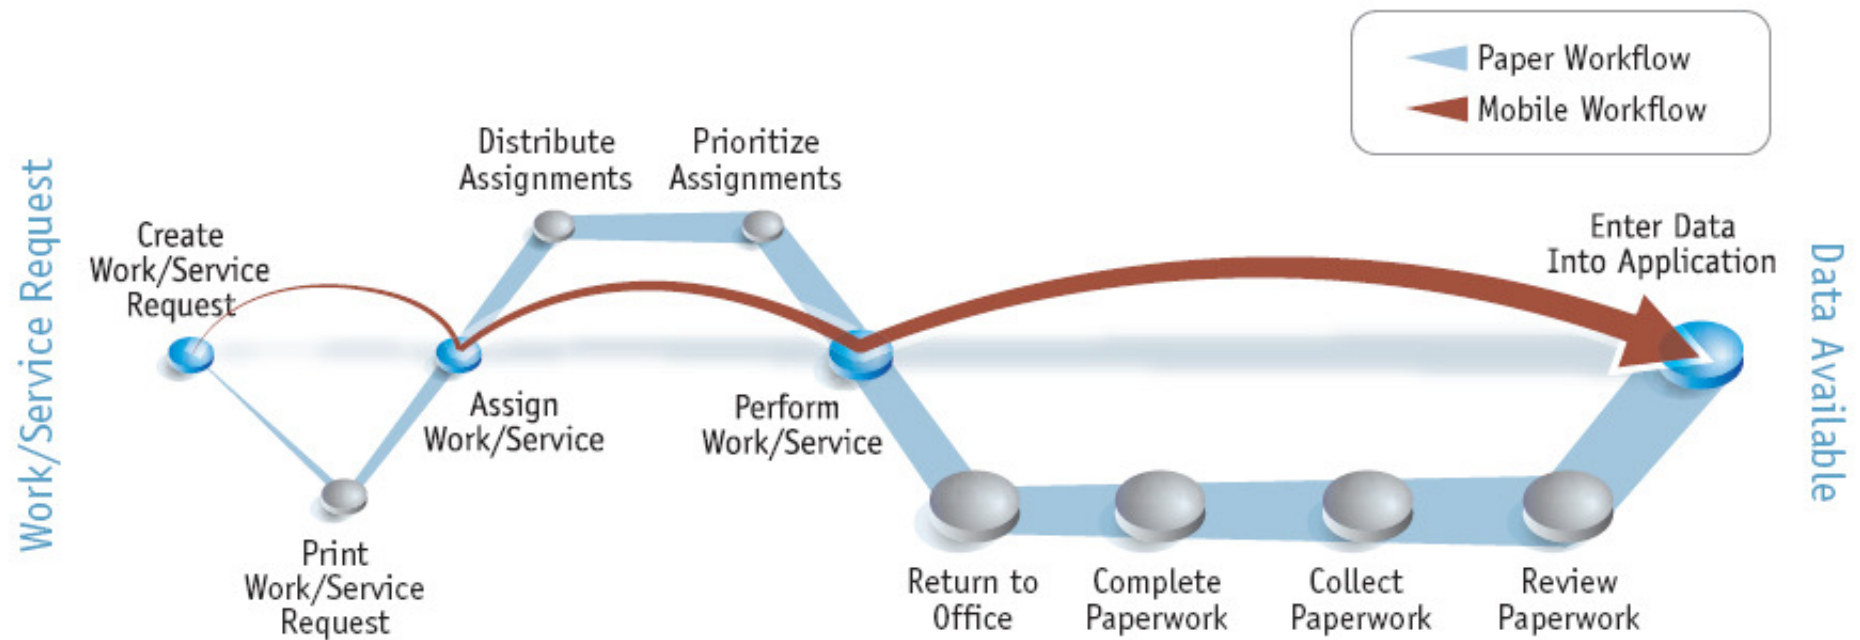 Paper Workflow
Mobile Workflow
Work/Service Request
Create
Work/Service
Request
Print
Work/Service
Request
Assign
Work/Service
Distribute
Assignments
Prioritize
Assignments
Perform
Work/Service
Return to
Office
Complete
Paperwork
Collect
Paperwork
Review
Paperwork
Enter Data
Into Application
Data Available